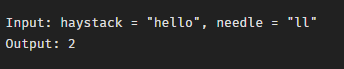 Input: haystack = "hello", needle = "ll"
Output: 2